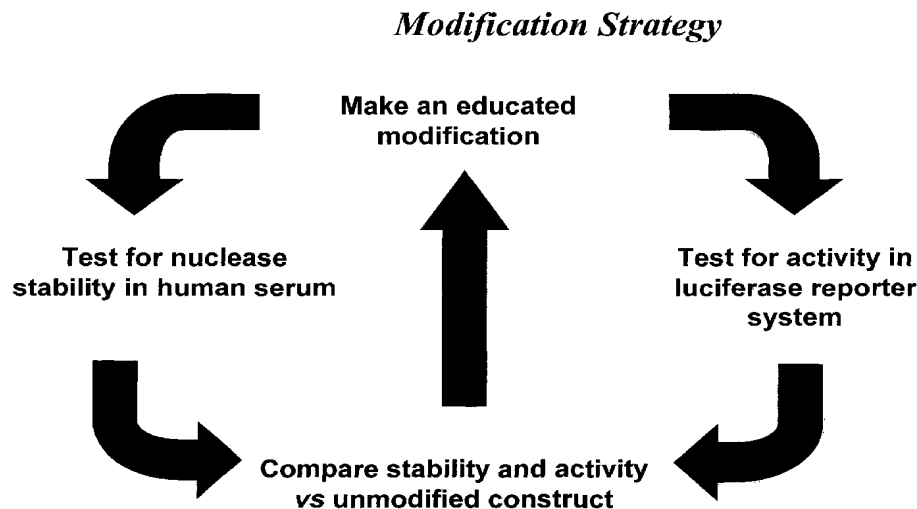 Modification Strategy
Make an educated
modification
Test for nuclease
stability in human serum
Test for activity in
luciferase reporter
system
Compare stability and activity
vs unmodified construct